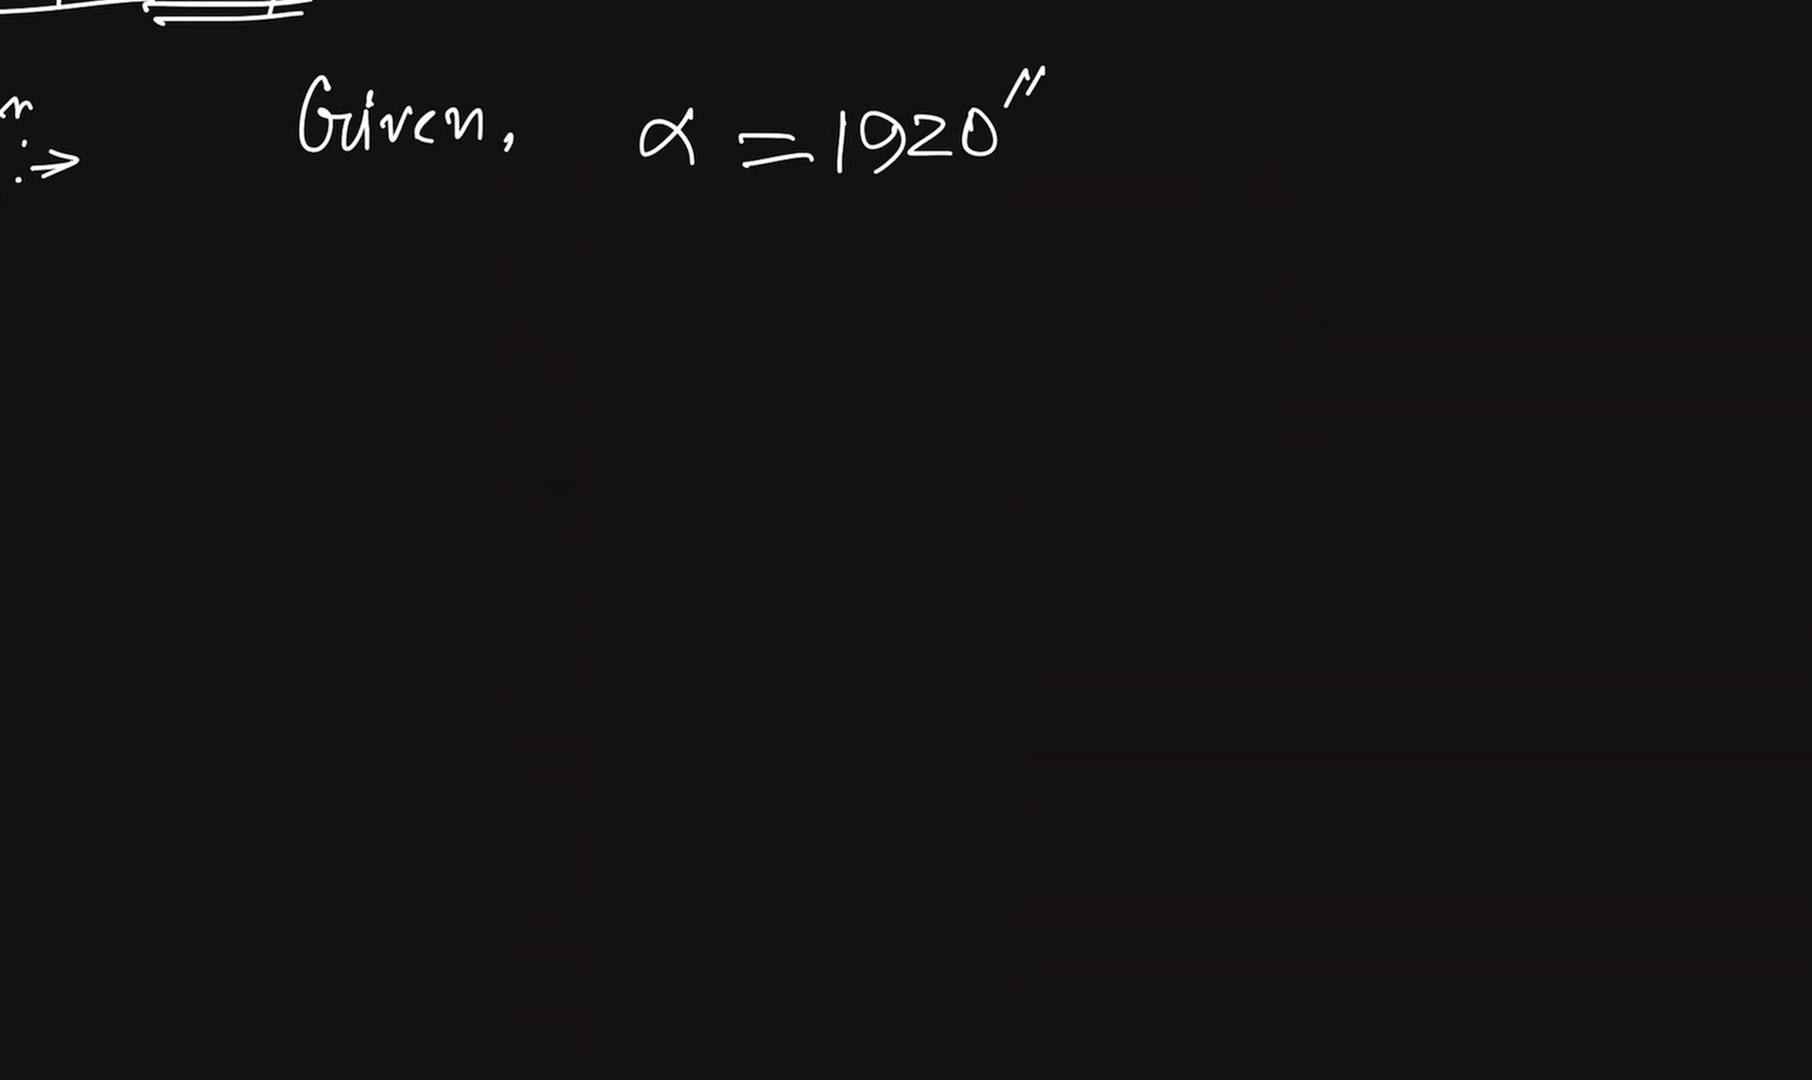 Given, α = 1920"